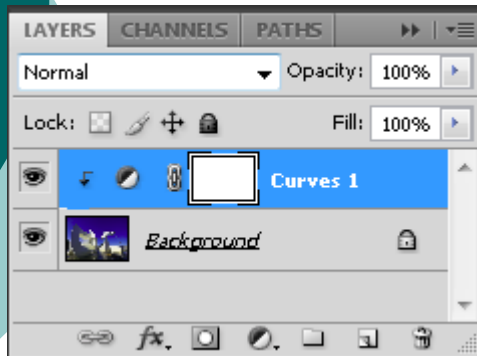 LAYERS CHANNELS PATHS
Normal Opacity: 100%
Lock: Fill: 100%
Curves 1
Background
fx.